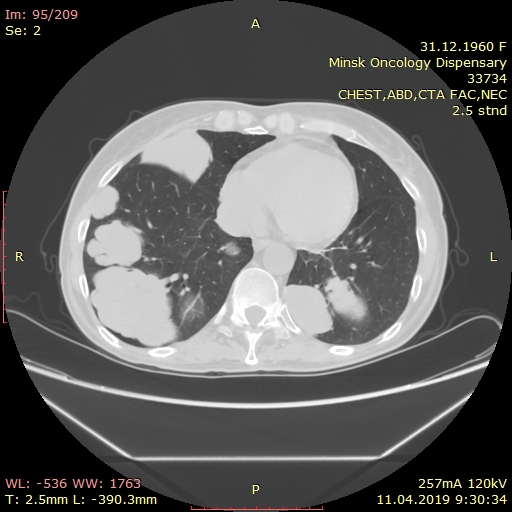 Im: 95/209
Se: 2
A
31.12.1960 F
Minsk Oncology Dispensary
33734
CHEST,ABD,CTA FAC,NEC
2.5 stnd
R
L
WL: -536 WW: 1763
T: 2.5mm L: -390.3mm
P
257mA 120kV
11.04.2019 9:30:34